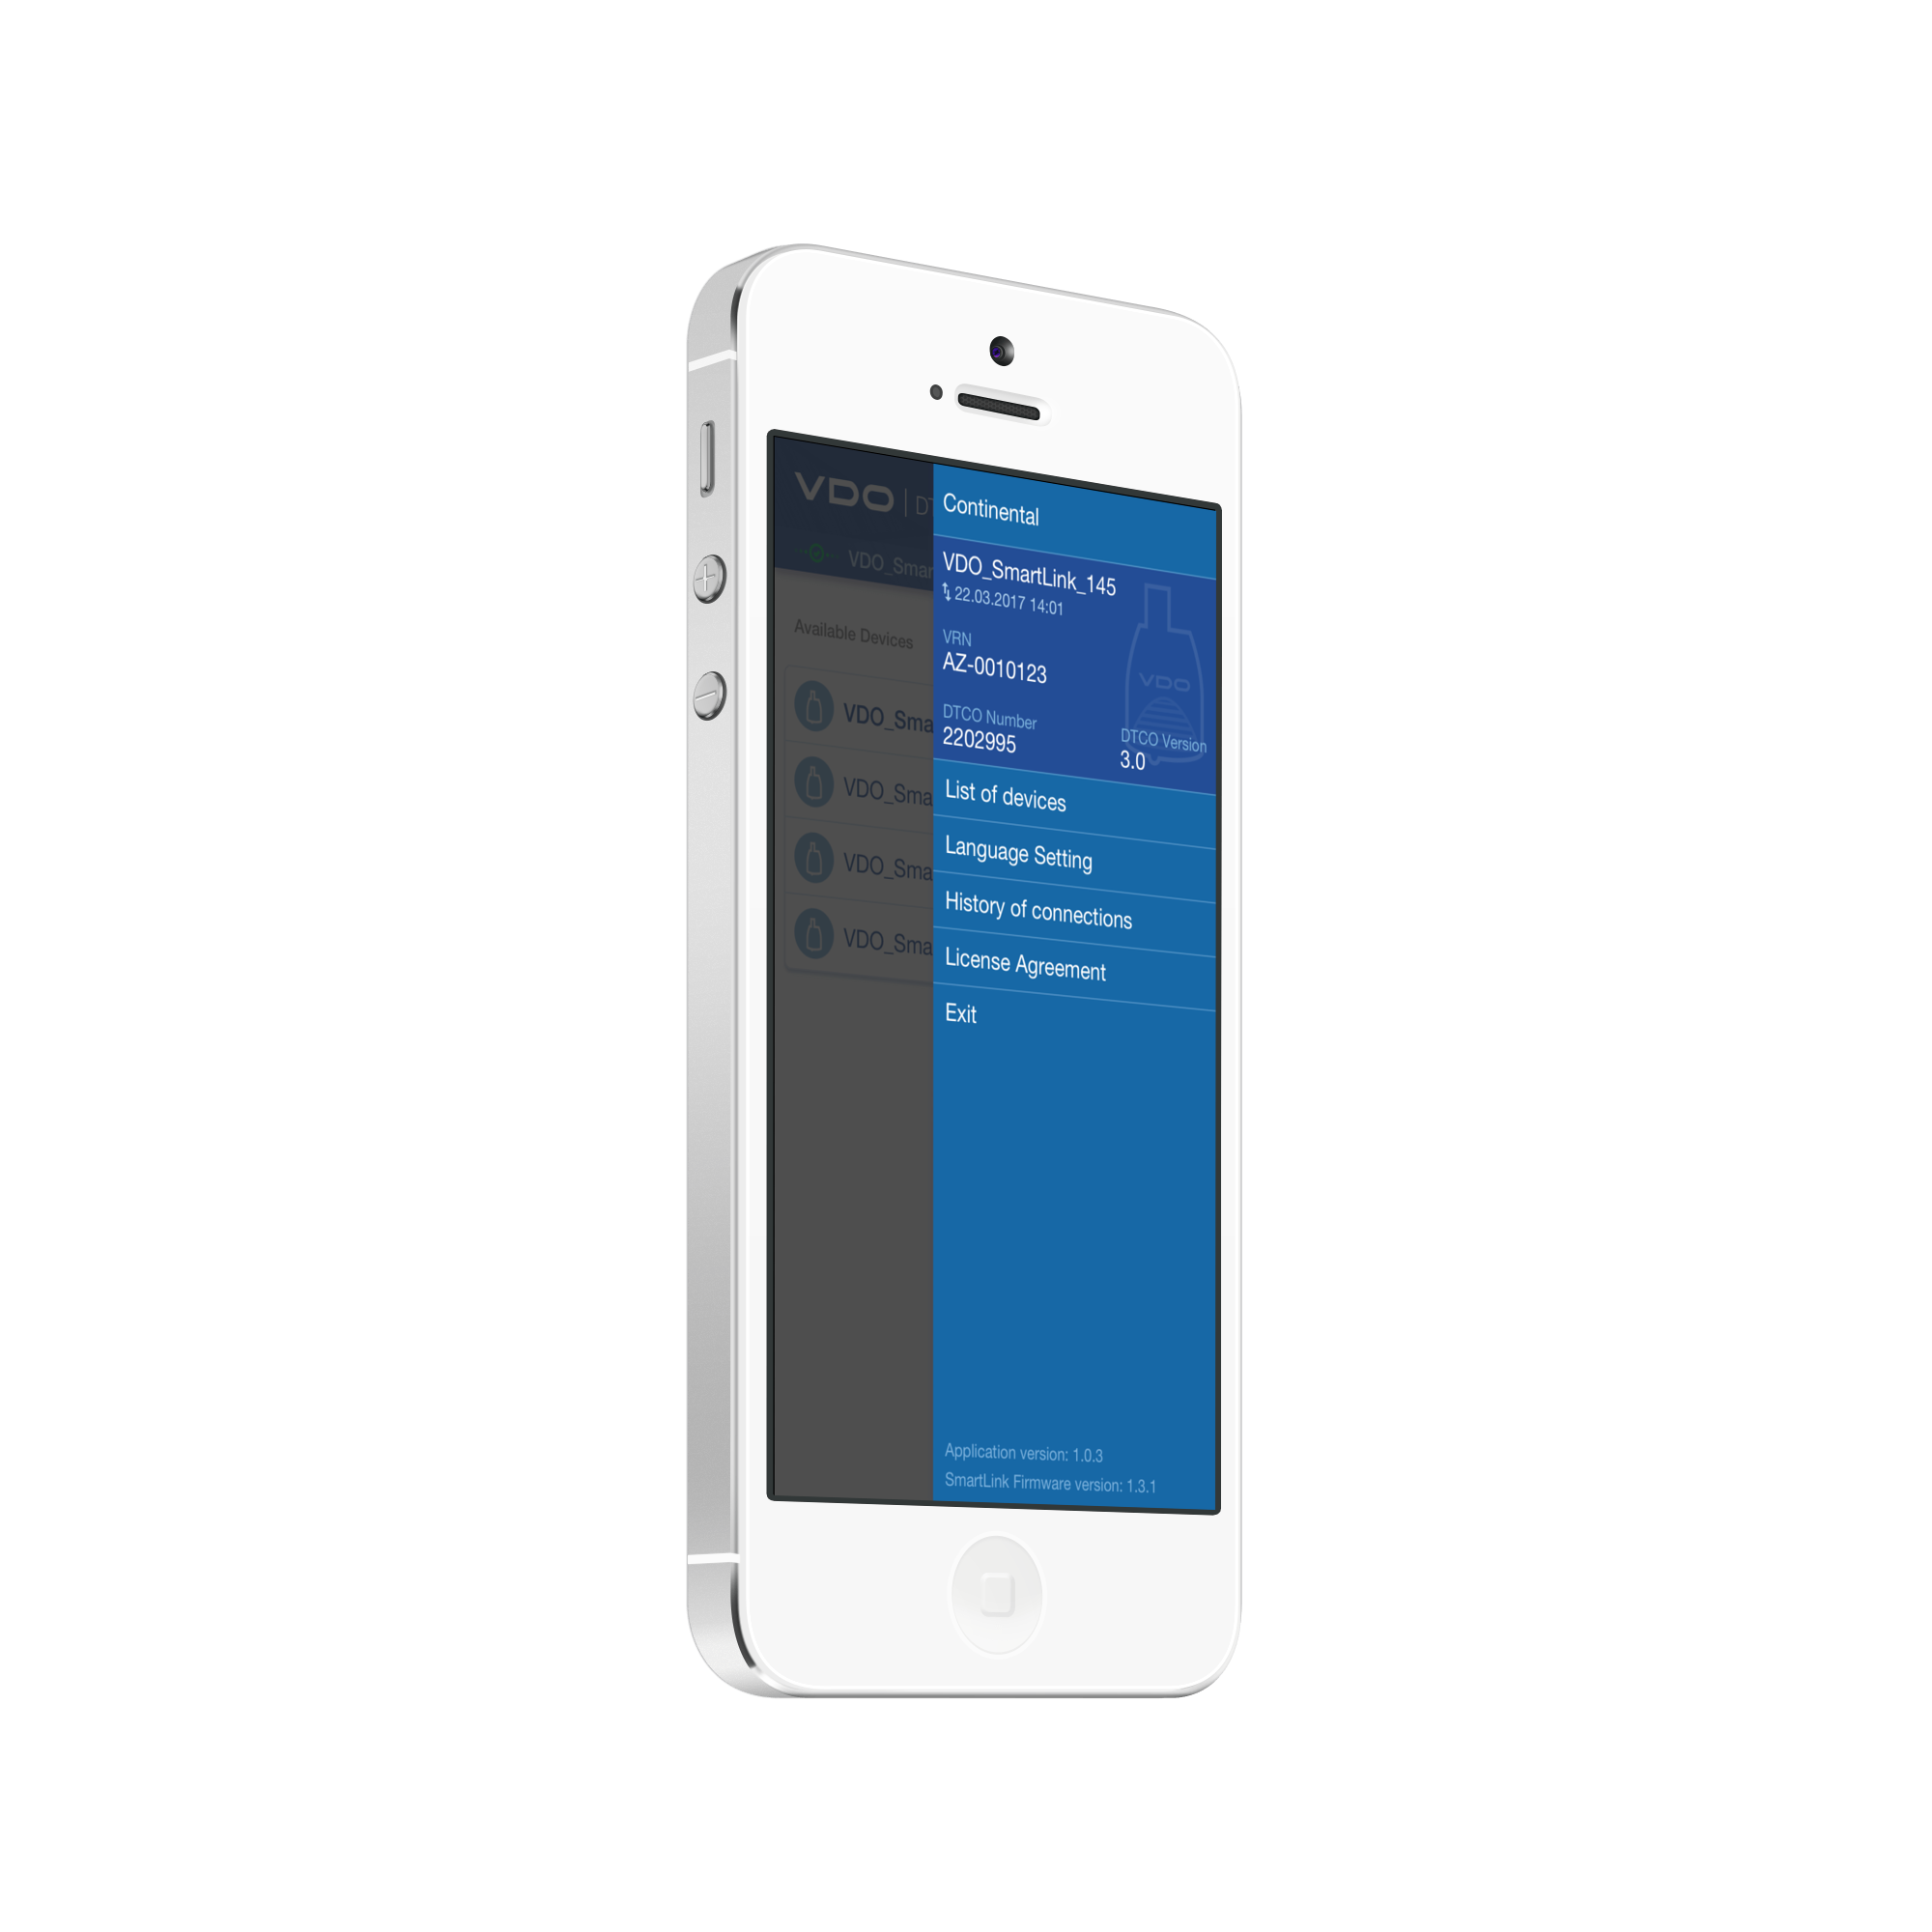 VDO
VDO_Smar
Available Devices
VDO_Sma
VDO_Sma
VDO_Sma
VDO_Sma
Continental
VDO_SmartLink_145
22.03.2017 14:01
VRN
AZ-0010123
DTCO Number
2202995
VDO
DTCO Version
3.0
List of devices
Language Setting
History of connections
License Agreement
Exit
Application version: 1.0.3
SmartLink Firmware version: 1.3.1